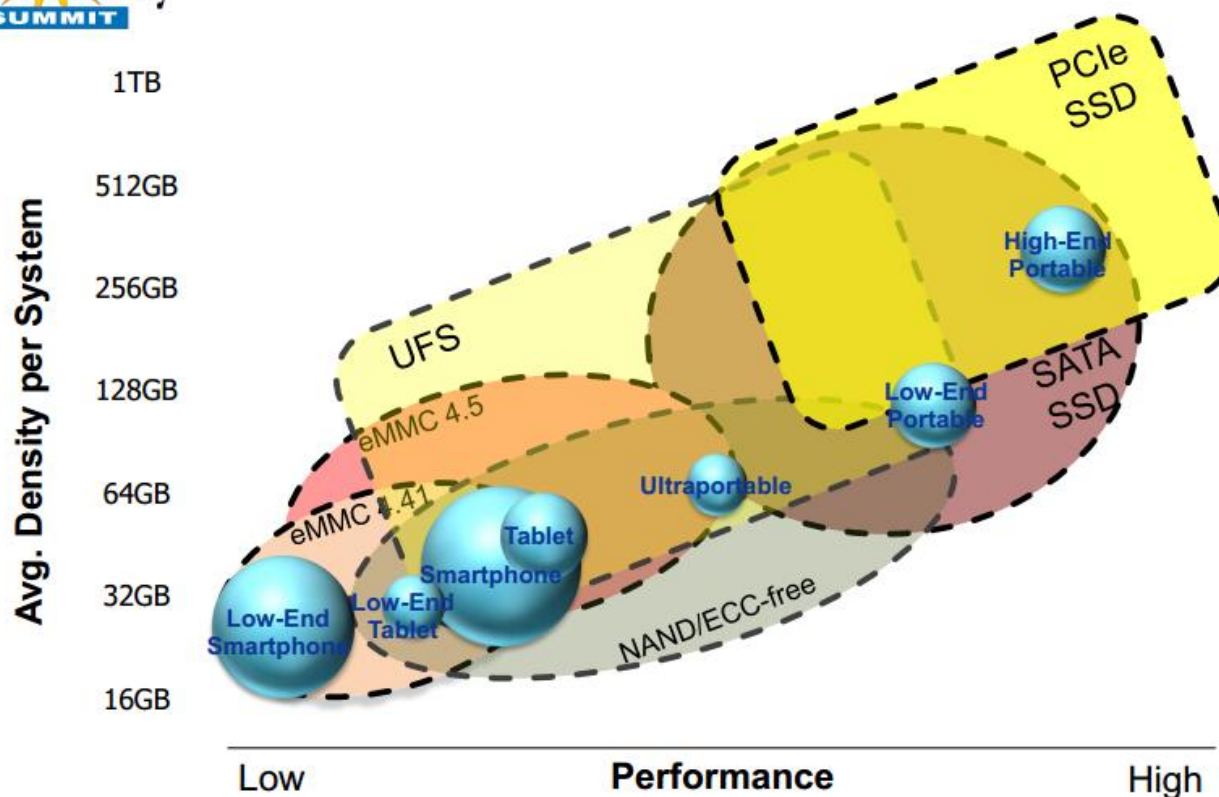 SUMMIT
1TB
512GB
256GB
128GB
64GB
32GB
16GB
Avg. Density per System
PCIe
SSD
High-End
Portable
UFS
SATA
SSD
Low-End
Portable
eMMC 4.5
Ultraportable
eMMC 4.41
Tablet
Smartphone
Low-End
Tablet
Low-End
Smartphone
NAND/ECC-free
Low
Performance
High